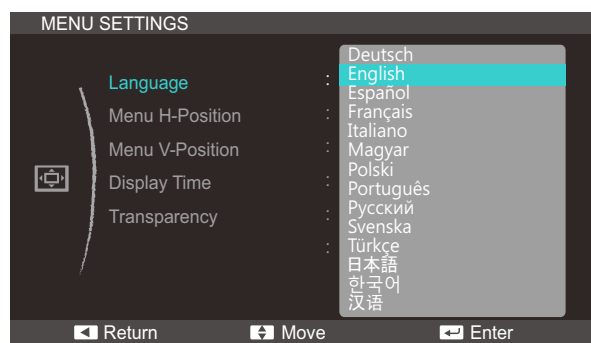 MENU SETTINGS
Language :
Menu H-Position :
Menu V-Position :
Display Time :
Transparency :
:
Deutsch
English
Español
Français
Italiano
Magyar
Polski
Português
Русский
Svenska
Türkçe
日本語
한국어
汉语
Return Move Enter